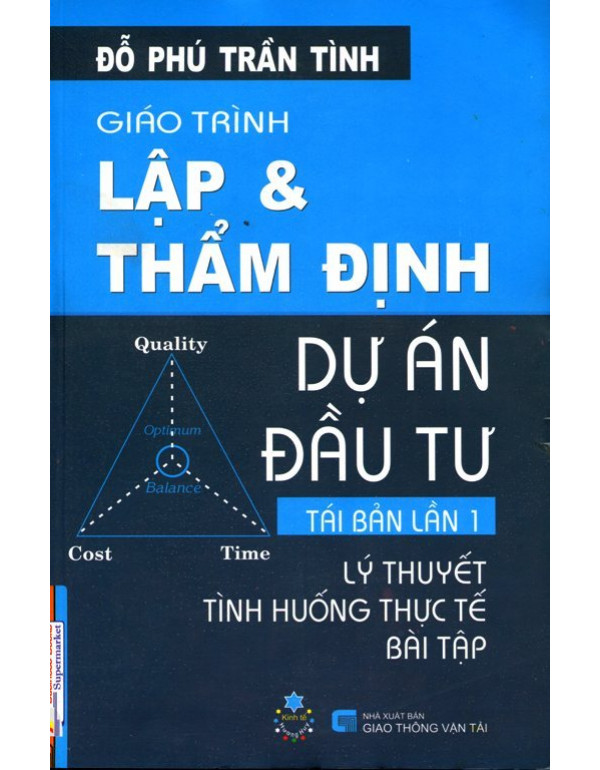 ĐỖ PHÚ TRẦN TÌNH
GIÁO TRÌNH
LẬP &
THẨM ĐỊNH
DỰ ÁN
ĐẦU TƯ
Quality
Optimum
Balance
Cost
Time
TÁI BẢN LẦN 1
LÝ THUYẾT
TÌNH HUỐNG THỰC TẾ
BÀI TẬP
Supermarket
Kinh tế
NHÀ XUẤT BẢN
GIAO THÔNG VẬN TẢI